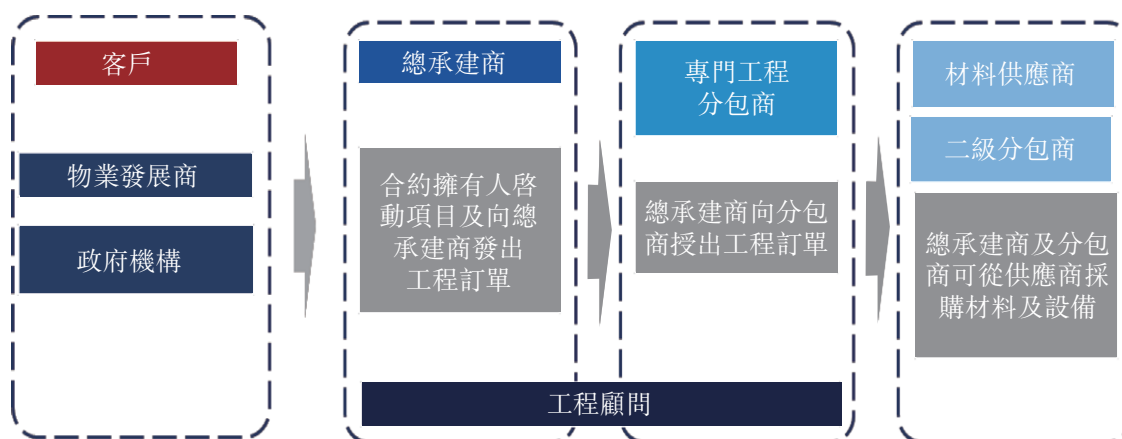 客戶
物業發展商
政府機構
總承建商
合約擁有人啓
動項目及向總
承建商發出
工程訂單
專門工程
分包商
總承建商向分包
商授出工程訂單
材料供應商
二級分包商
總承建商及分包
商可從供應商採
購材料及設備
工程顧問